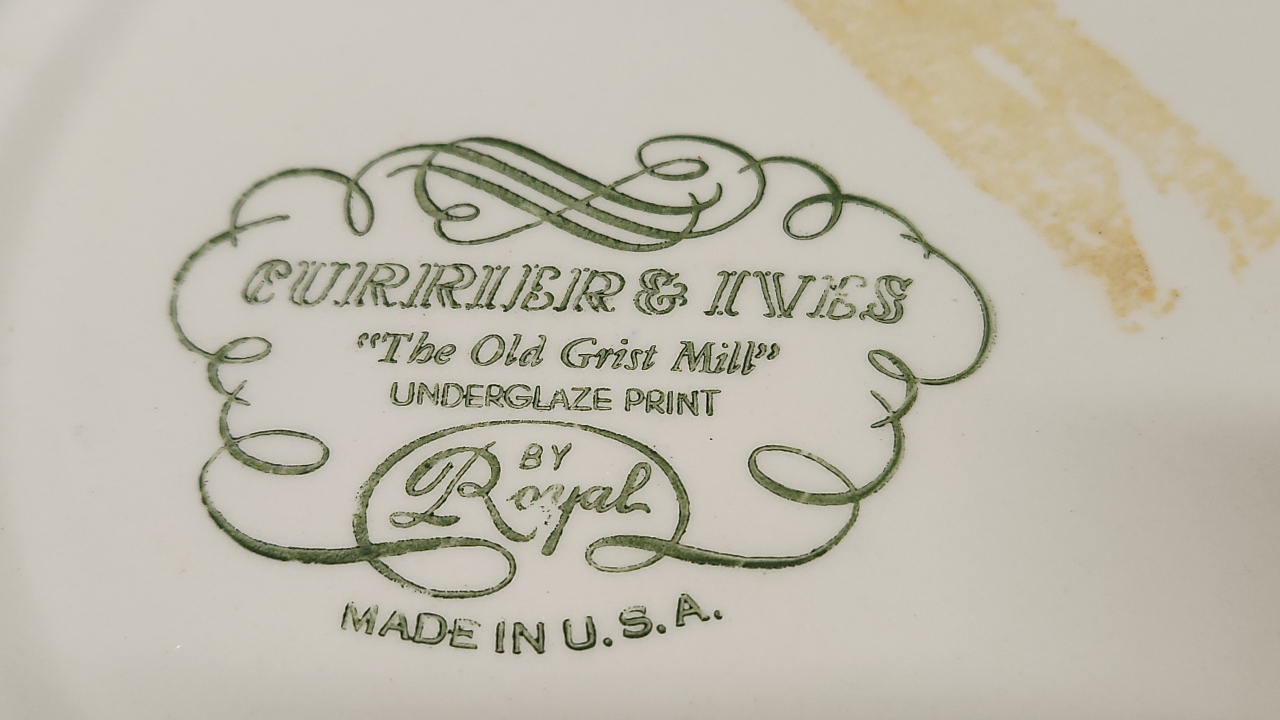 CURRIER & IVES
“The Old Grist Mill”
UNDERGLAZE PRINT
BY
Royal
MADE IN U.S.A.